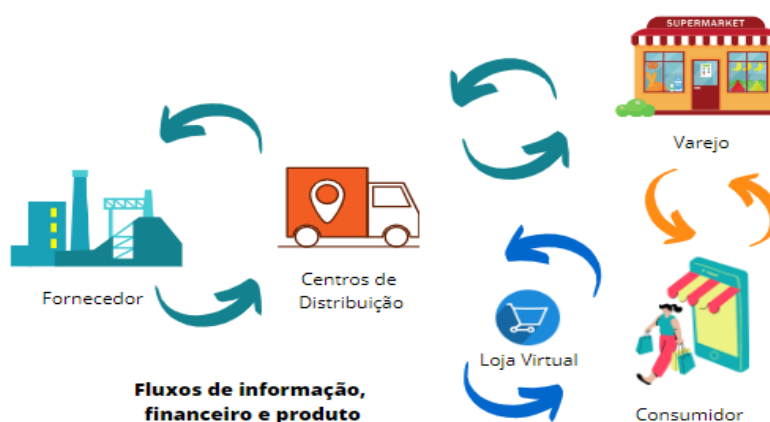 SUPERMARKET
Varejo
Fornecedor
Centros de
Distribuição
Loja Virtual
Consumidor
Fluxos de informação,
financeiro e produto